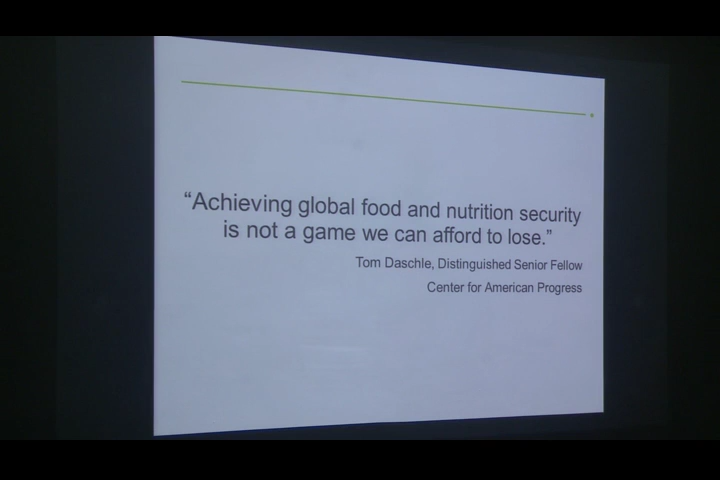 “Achieving global food and nutrition security
is not a game we can afford to lose.”
Tom Daschle, Distinguished Senior Fellow
Center for American Progress